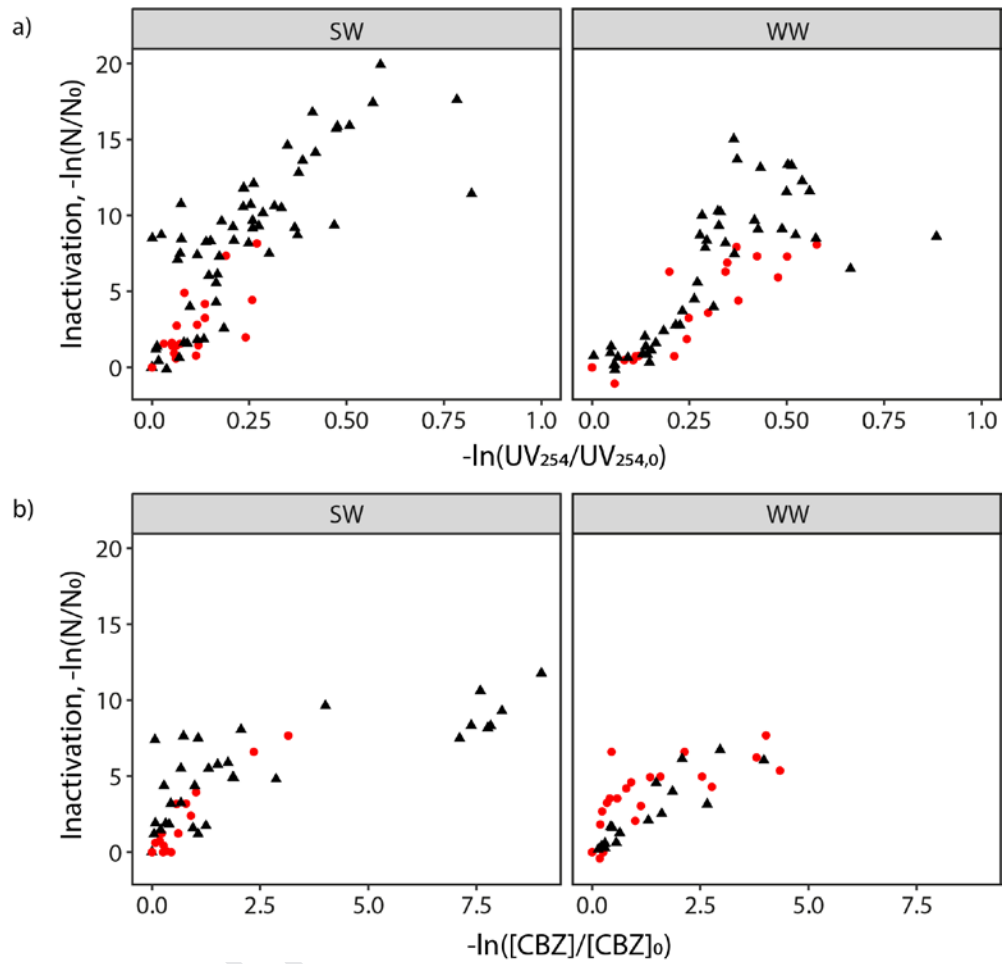 a)
SW
WW
Inactivation, -ln(N/N₀)
20
15
10
5
0
0.0 0.25 0.50 0.75 1.0
0.0 0.25 0.50 0.75 1.0
-ln(UV₂₅₄/UV₂₅₄,₀)
b)
SW
WW
Inactivation, -ln(N/N₀)
20
15
10
5
0
0.0 2.5 5.0 7.5
0.0 2.5 5.0 7.5
-ln([CBZ]/[CBZ]₀)